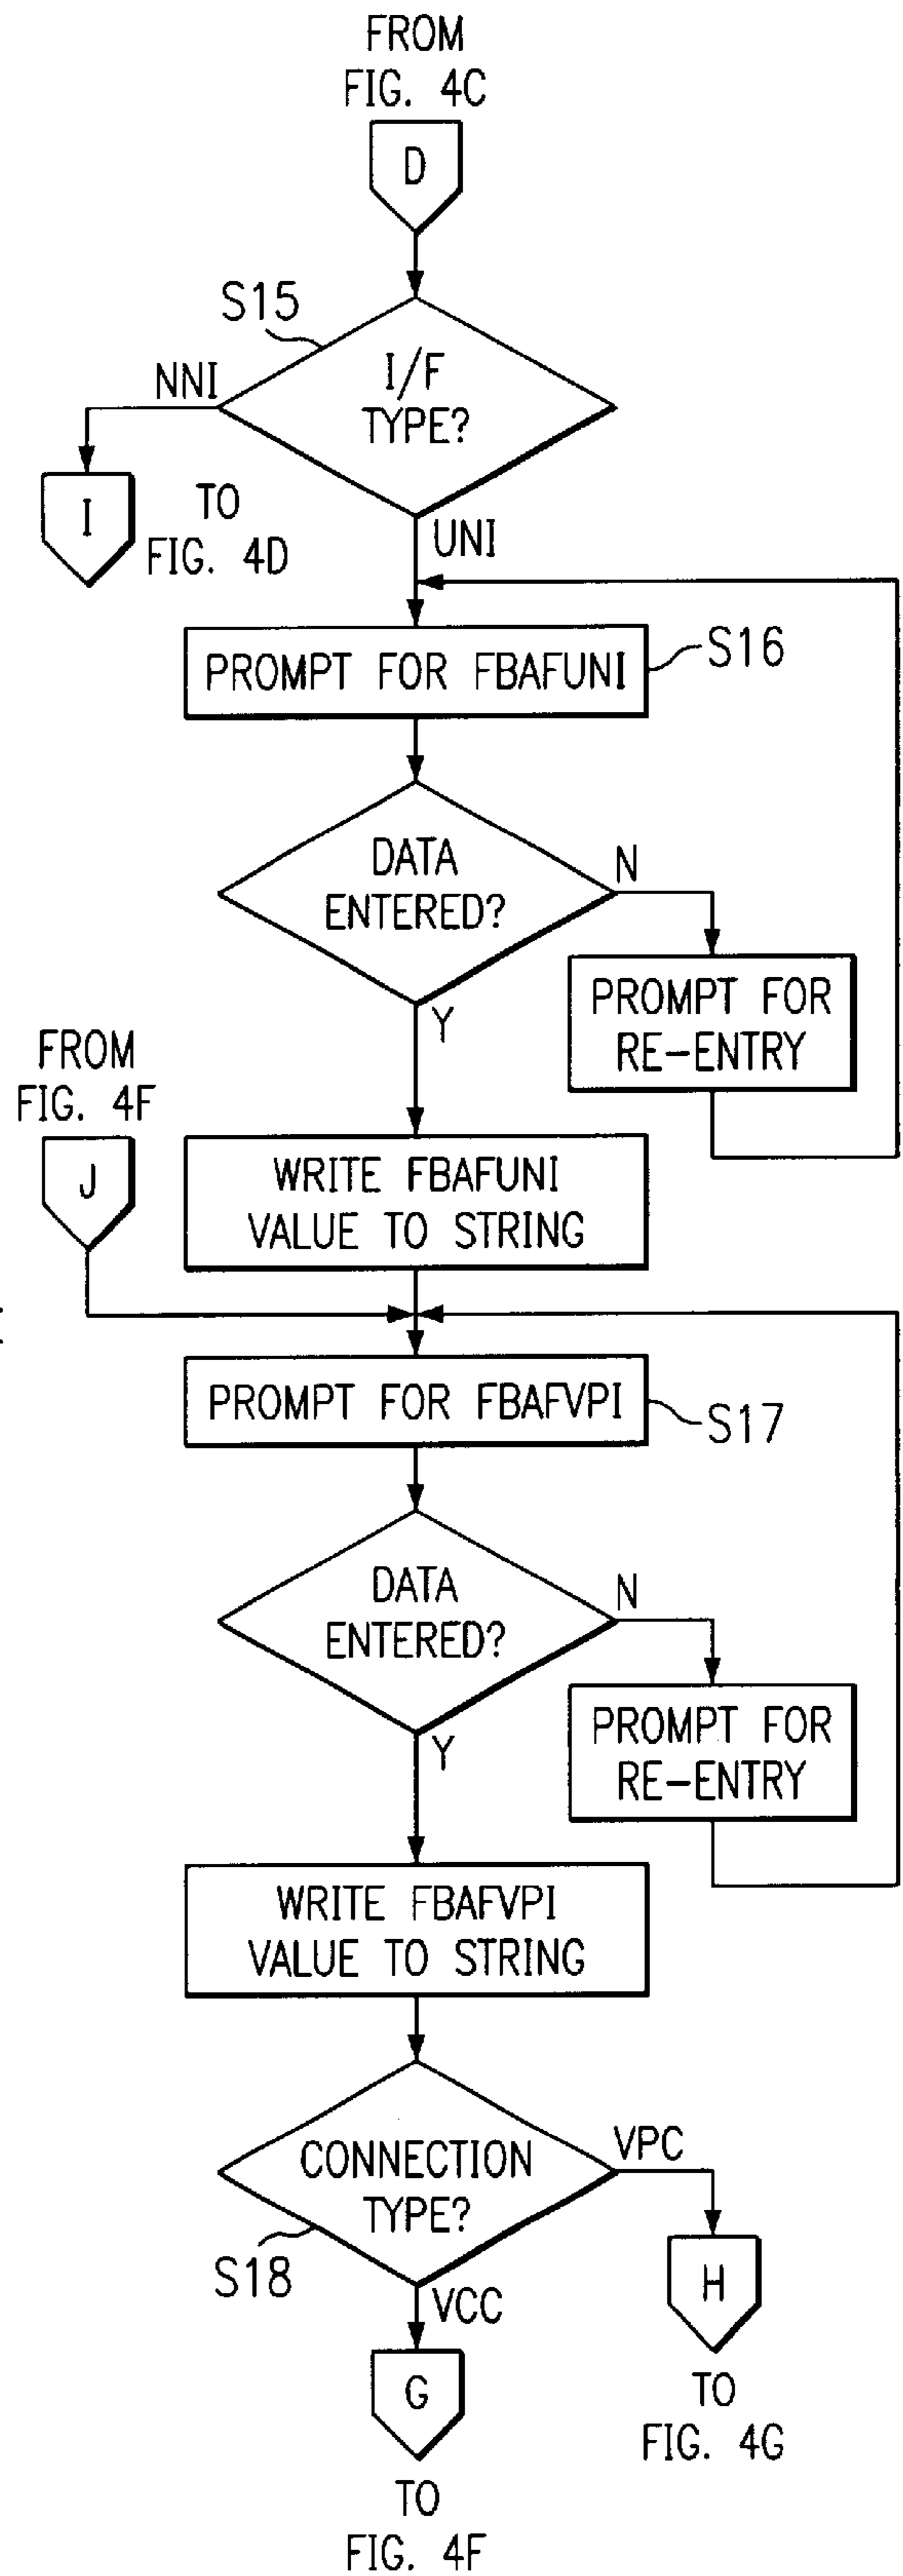 FROM
FIG. 4C
D
S15
I/F
TYPE?
NNI
I
TO
FIG. 4D
UNI
PROMPT FOR FBAFUNI
S16
DATA
ENTERED?
N
PROMPT FOR
RE-ENTRY
Y
FROM
FIG. 4F
J
WRITE FBAFUNI
VALUE TO STRING
PROMPT FOR FBAFVPI
S17
DATA
ENTERED?
N
PROMPT FOR
RE-ENTRY
Y
WRITE FBAFVPI
VALUE TO STRING
CONNECTION
TYPE?
VPC
S18
H
VCC
G
TO
FIG. 4G
TO
FIG. 4F